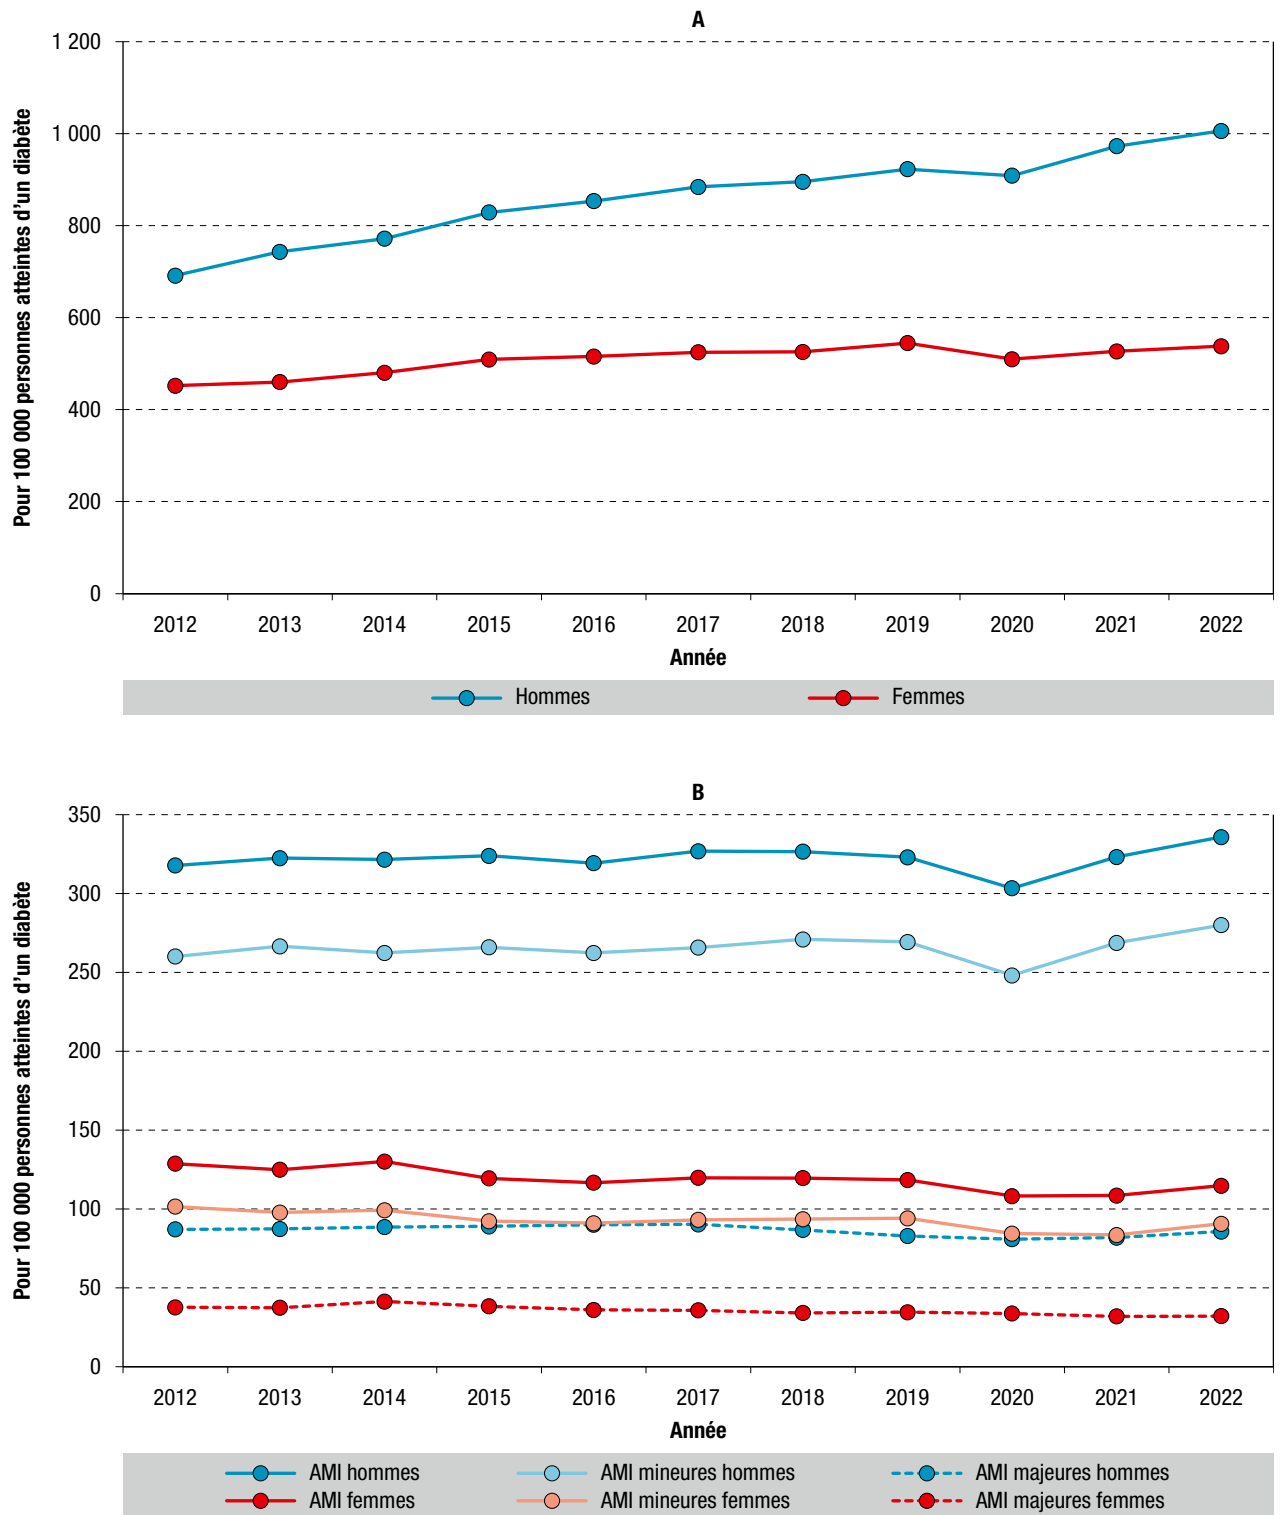 A
Pour 100 000 personnes atteintes d'un diabète
1 200
1 000
800
600
400
200
0
2012 2013 2014 2015 2016 2017 2018 2019 2020 2021 2022
Année
Hommes Femmes
B
Pour 100 000 personnes atteintes d'un diabète
350
300
250
200
150
100
50
0
2012 2013 2014 2015 2016 2017 2018 2019 2020 2021 2022
Année
AMI hommes AMI mineures hommes AMI majeures hommes
AMI femmes AMI mineures femmes AMI majeures femmes